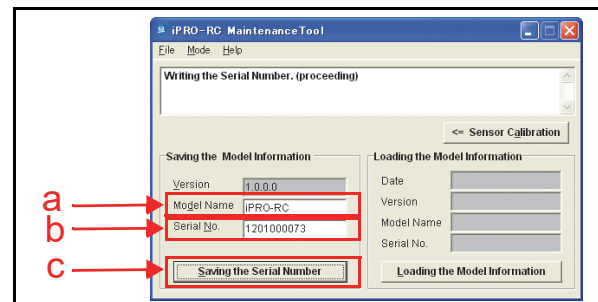 iPRO-RC MaintenanceTool
File Mode Help
Writing the Serial Number. (proceeding)
<= Sensor Calibration
Saving the Model Information
Version 1.0.0.0
a Model Name iPRO-RC
b Serial No. 1201000073
c Saving the Serial Number
Loading the Model Information
Date
Version
Model Name
Serial No.
Loading the Model Information